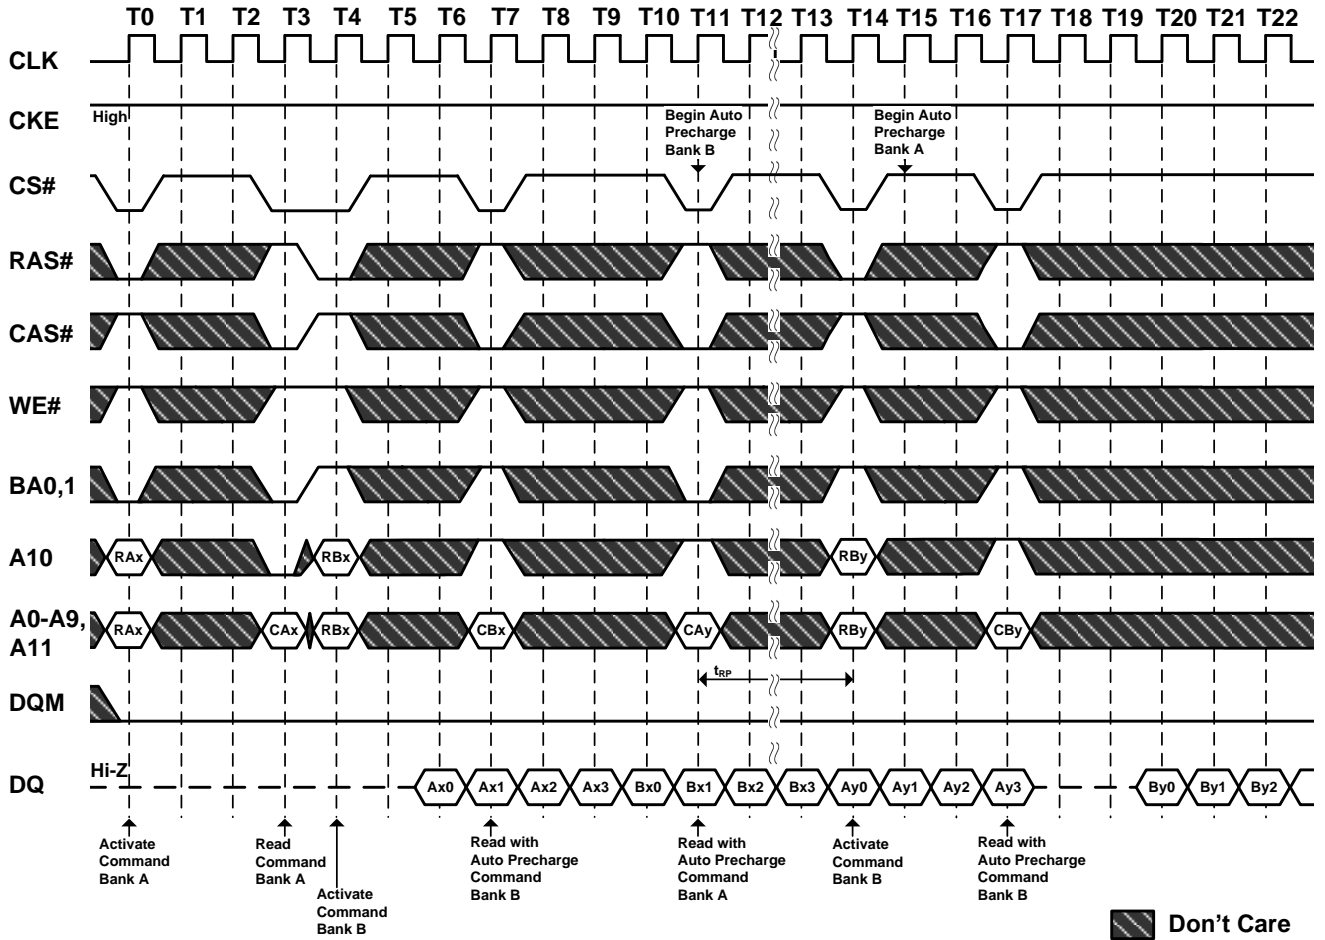 T0 T1 T2 T3 T4 T5 T6 T7 T8 T9 T10 T11 T12 T13 T14 T15 T16 T17 T18 T19 T20 T21 T22
CLK
CKE
High
Begin Auto
Precharge
Bank B
Begin Auto
Precharge
Bank A
CS#
RAS#
CAS#
WE#
BA0,1
A10
RAx RBx RBy
A0-A9,
A11
RAx CAx RBx CBx CAy RBy CBy
tRP
DQM
DQ
Hi-Z
Ax0 Ax1 Ax2 Ax3 Bx0 Bx1 Bx2 Bx3 Ay0 Ay1 Ay2 Ay3 By0 By1 By2
Activate
Command
Bank A
Read
Command
Bank A
Activate
Command
Bank B
Read with
Auto Precharge
Command
Bank B
Read with
Auto Precharge
Command
Bank A
Activate
Command
Bank B
Read with
Auto Precharge
Command
Bank B
Don't Care